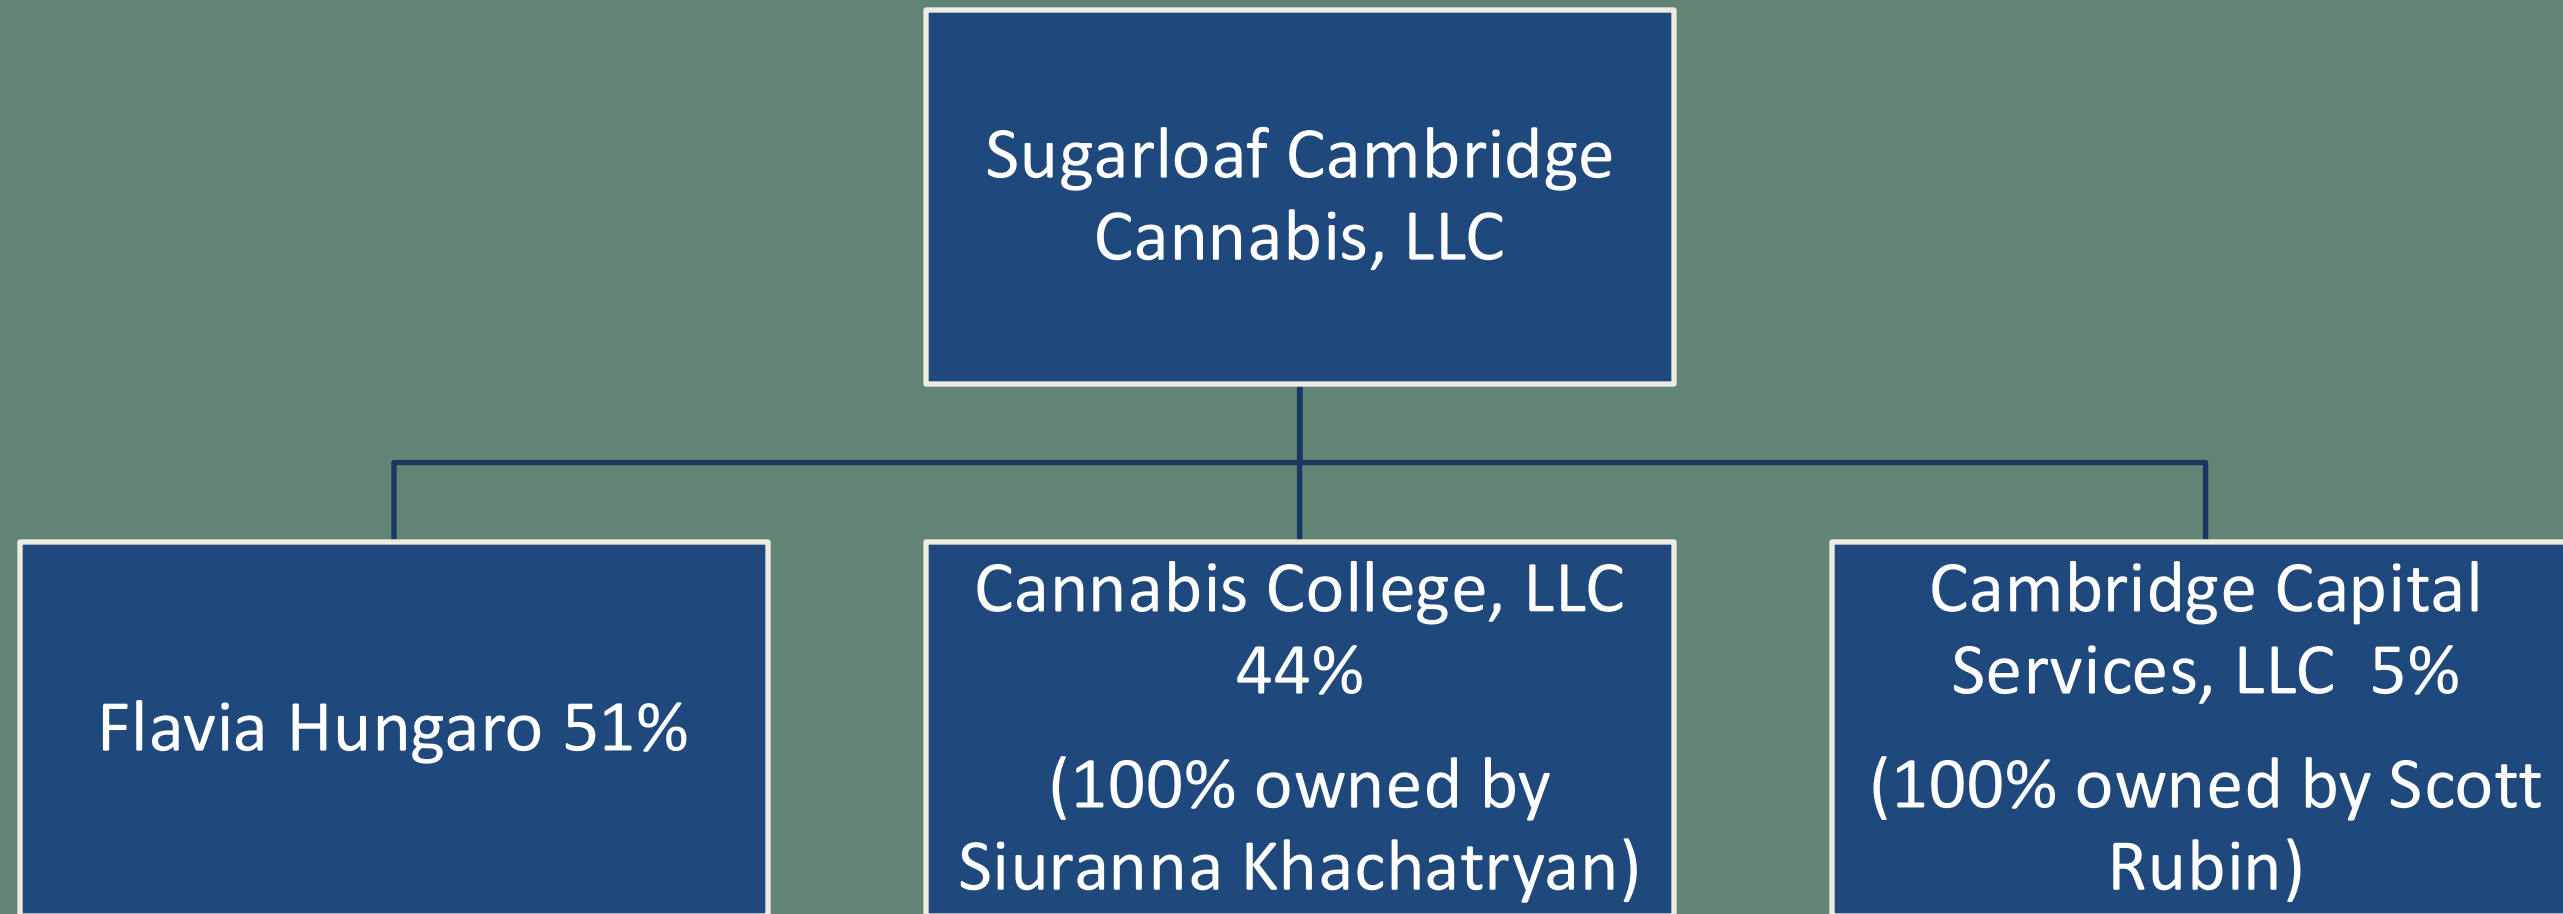 Sugarloaf Cambridge
Cannabis, LLC
Flavia Hungaro 51%
Cannabis College, LLC
44%
(100% owned by
Siuranna Khachatryan)
Cambridge Capital
Services, LLC  5%
(100% owned by Scott
Rubin)